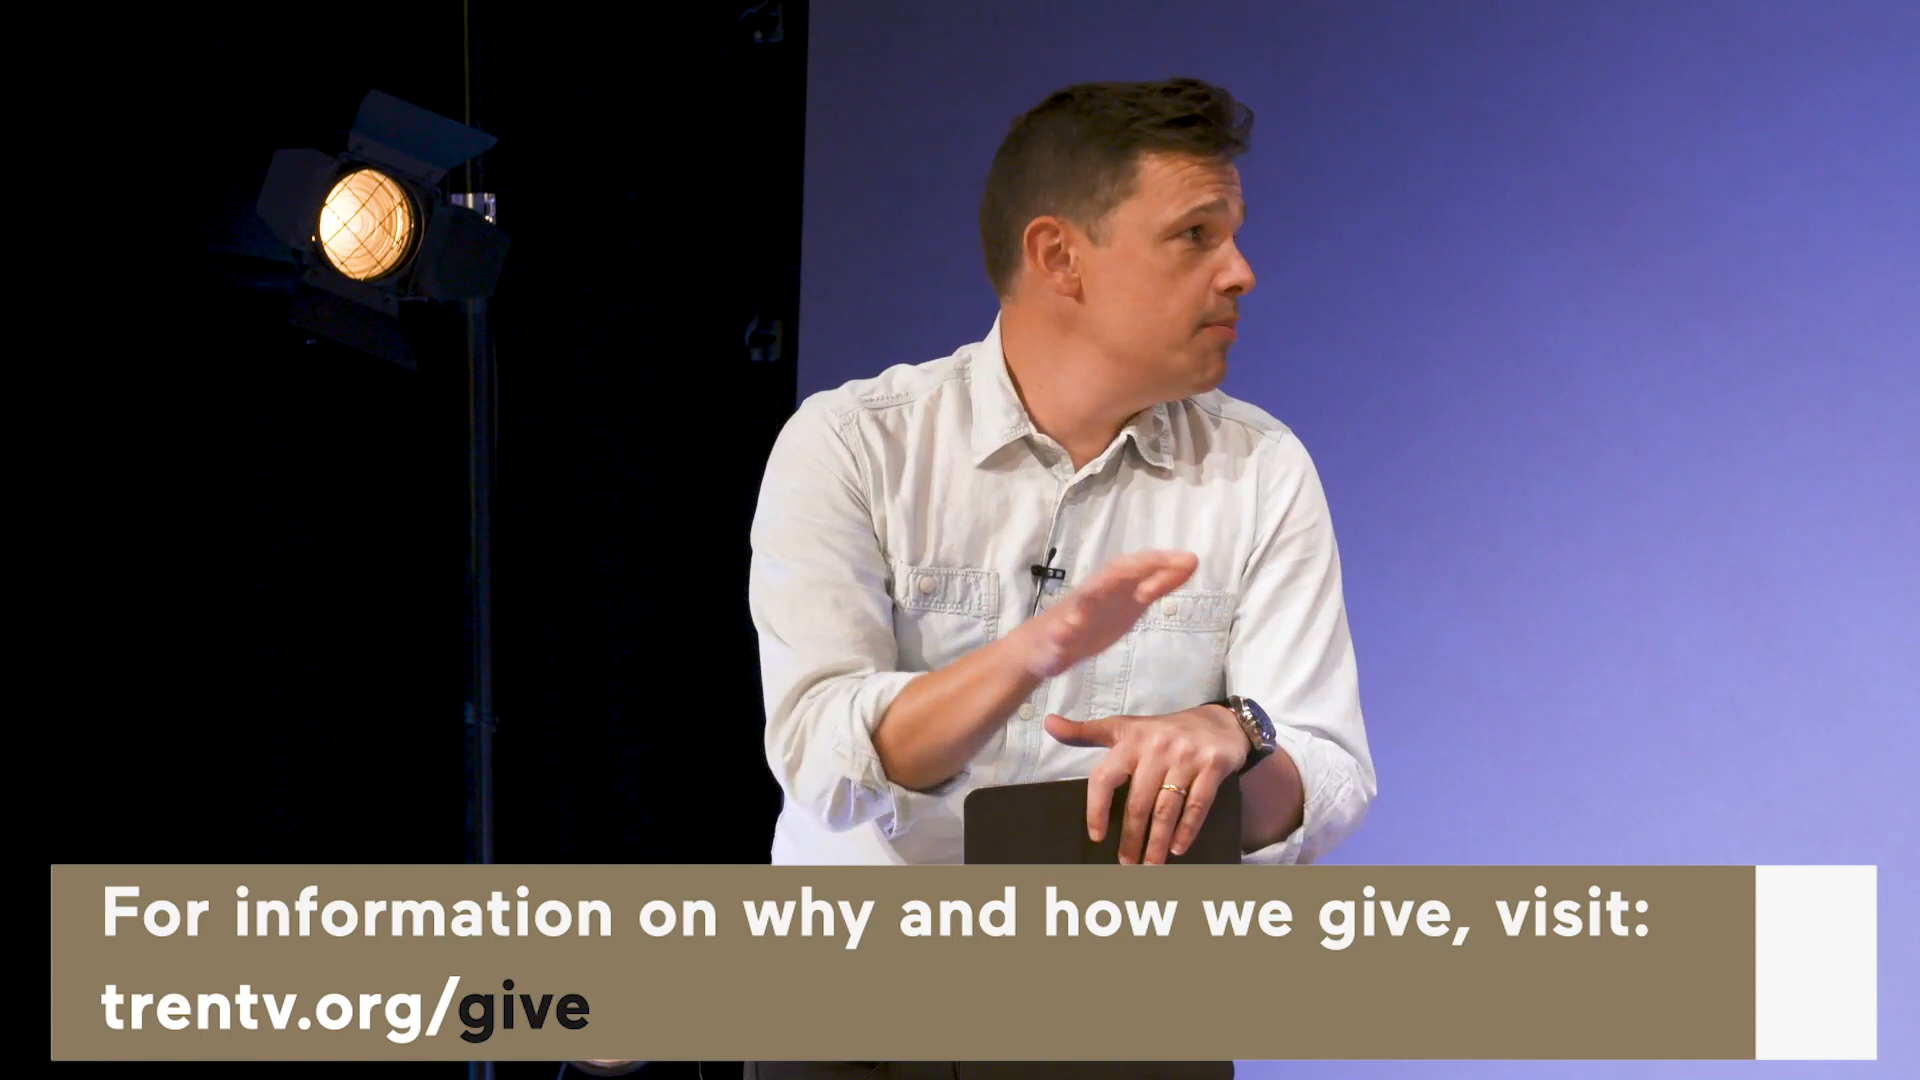 For information on why and how we give, visit:
trentv.org/give